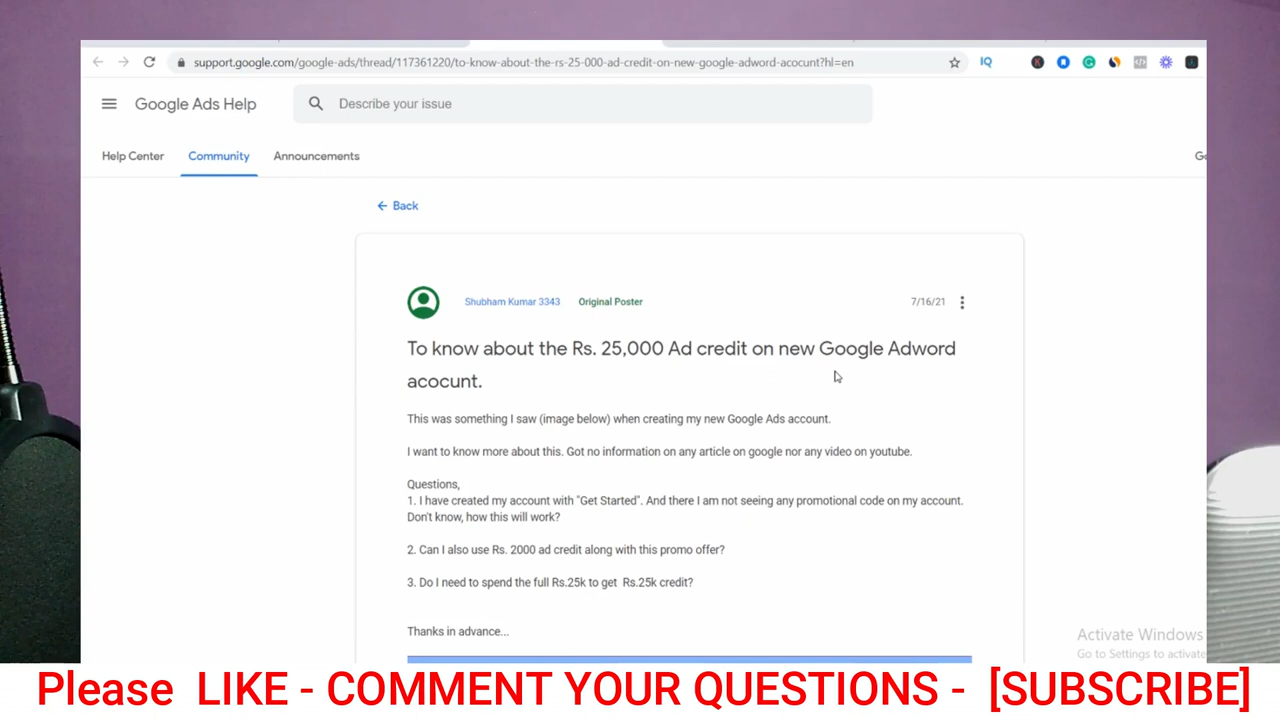 support.google.com/google-ads/thread/117361220/to-know-about-the-rs-25-000-ad-credit-on-new-google-adword-acocunt?hl=en
IQ
Google Ads Help
Describe your issue
Help Center Community Announcements
Back
Shubham Kumar 3343 Original Poster 7/16/21
To know about the Rs. 25,000 Ad credit on new Google Adword
acocunt.
This was something I saw (image below) when creating my new Google Ads account.
I want to know more about this. Got no information on any article on google nor any video on youtube.
Questions,
1. I have created my account with "Get Started". And there I am not seeing any promotional code on my account.
Don't know, how this will work?
2. Can I also use Rs. 2000 ad credit along with this promo offer?
3. Do I need to spend the full Rs.25k to get Rs.25k credit?
Thanks in advance...
Activate Windows
Go to Settings to activate
Please LIKE - COMMENT YOUR QUESTIONS - [SUBSCRIBE]